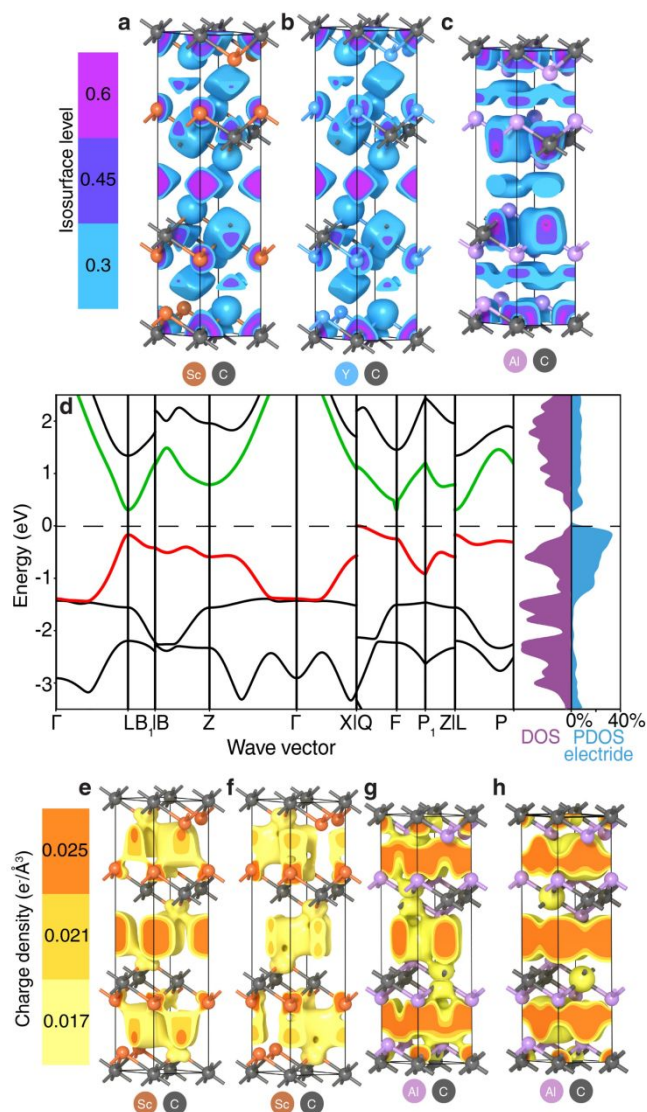 a
b
c
Isosurface level
0.6
0.45
0.3
Sc C
Y C
Al C
d
Energy (eV)
2
1
0
-1
-2
-3
Γ LB₁|B Z Γ X|Q F P₁ Z|L P
Wave vector
0% 40%
DOS PDOS
electride
e
f
g
h
Charge density (e⁻/Å³)
0.025
0.021
0.017
Sc C
Sc C
Al C
Al C